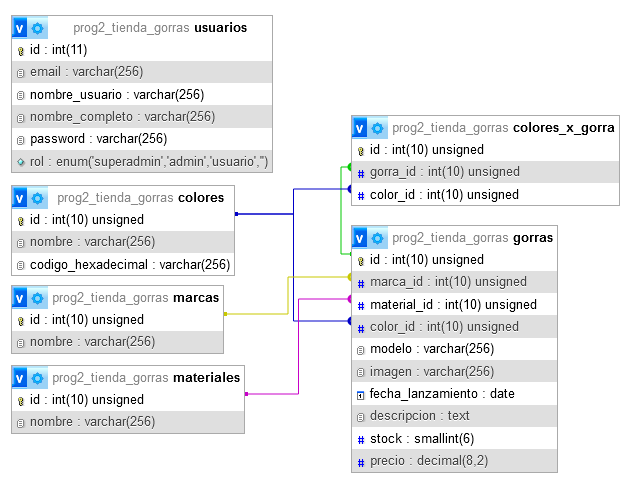 prog2_tienda_gorras usuarios
id : int(11)
email : varchar(256)
nombre_usuario : varchar(256)
nombre_completo : varchar(256)
password : varchar(256)
rol : enum('superadmin','admin','usuario','')
prog2_tienda_gorras colores
id : int(10) unsigned
nombre : varchar(256)
codigo_hexadecimal : varchar(256)
prog2_tienda_gorras marcas
id : int(10) unsigned
nombre : varchar(256)
prog2_tienda_gorras materiales
id : int(10) unsigned
nombre : varchar(256)
prog2_tienda_gorras colores_x_gorra
id : int(10) unsigned
gorra_id : int(10) unsigned
color_id : int(10) unsigned
prog2_tienda_gorras gorras
id : int(10) unsigned
marca_id : int(10) unsigned
material_id : int(10) unsigned
color_id : int(10) unsigned
modelo : varchar(256)
imagen : varchar(256)
fecha_lanzamiento : date
descripcion : text
stock : smallint(6)
precio : decimal(8,2)